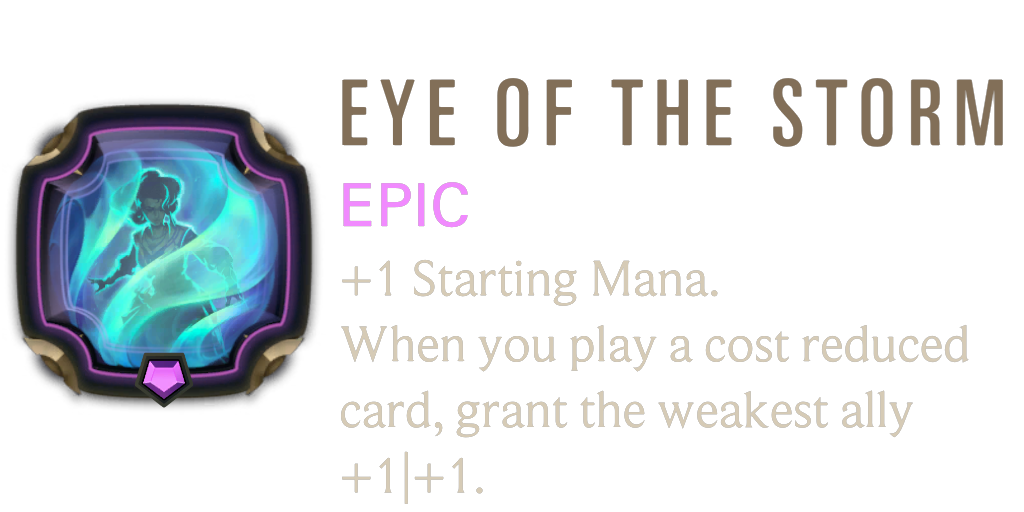 EYE OF THE STORM
EPIC
+1 Starting Mana.
When you play a cost reduced
card, grant the weakest ally
+1|+1.